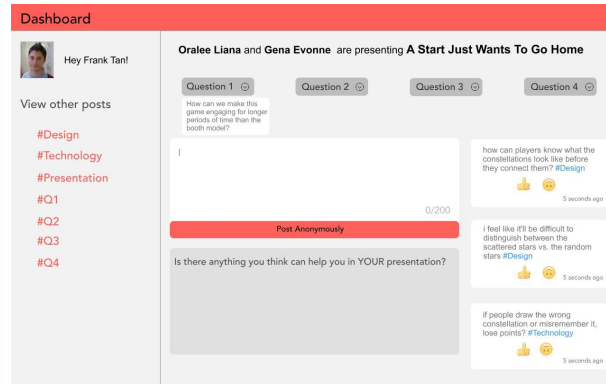 Dashboard
Hey Frank Tan!
View other posts
#Design
#Technology
#Presentation
#Q1
#Q2
#Q3
#Q4
Oralee Liana and Gena Evonne are presenting A Start Just Wants To Go Home
Question 1
Question 2
Question 3
Question 4
How can we make this
game engaging for longer
periods of time than the
booth model?
0/200
Post Anonymously
Is there anything you think can help you in YOUR presentation?
how can players know what the
constellations look like before
they connect them? #Design
5 seconds ago
i feel like it'll be difficult to
distinguish between the
scattered stars vs. the random
stars #Design
5 seconds ago
if people draw the wrong
constellation or misremember it,
lose points? #Technology
5 seconds ago